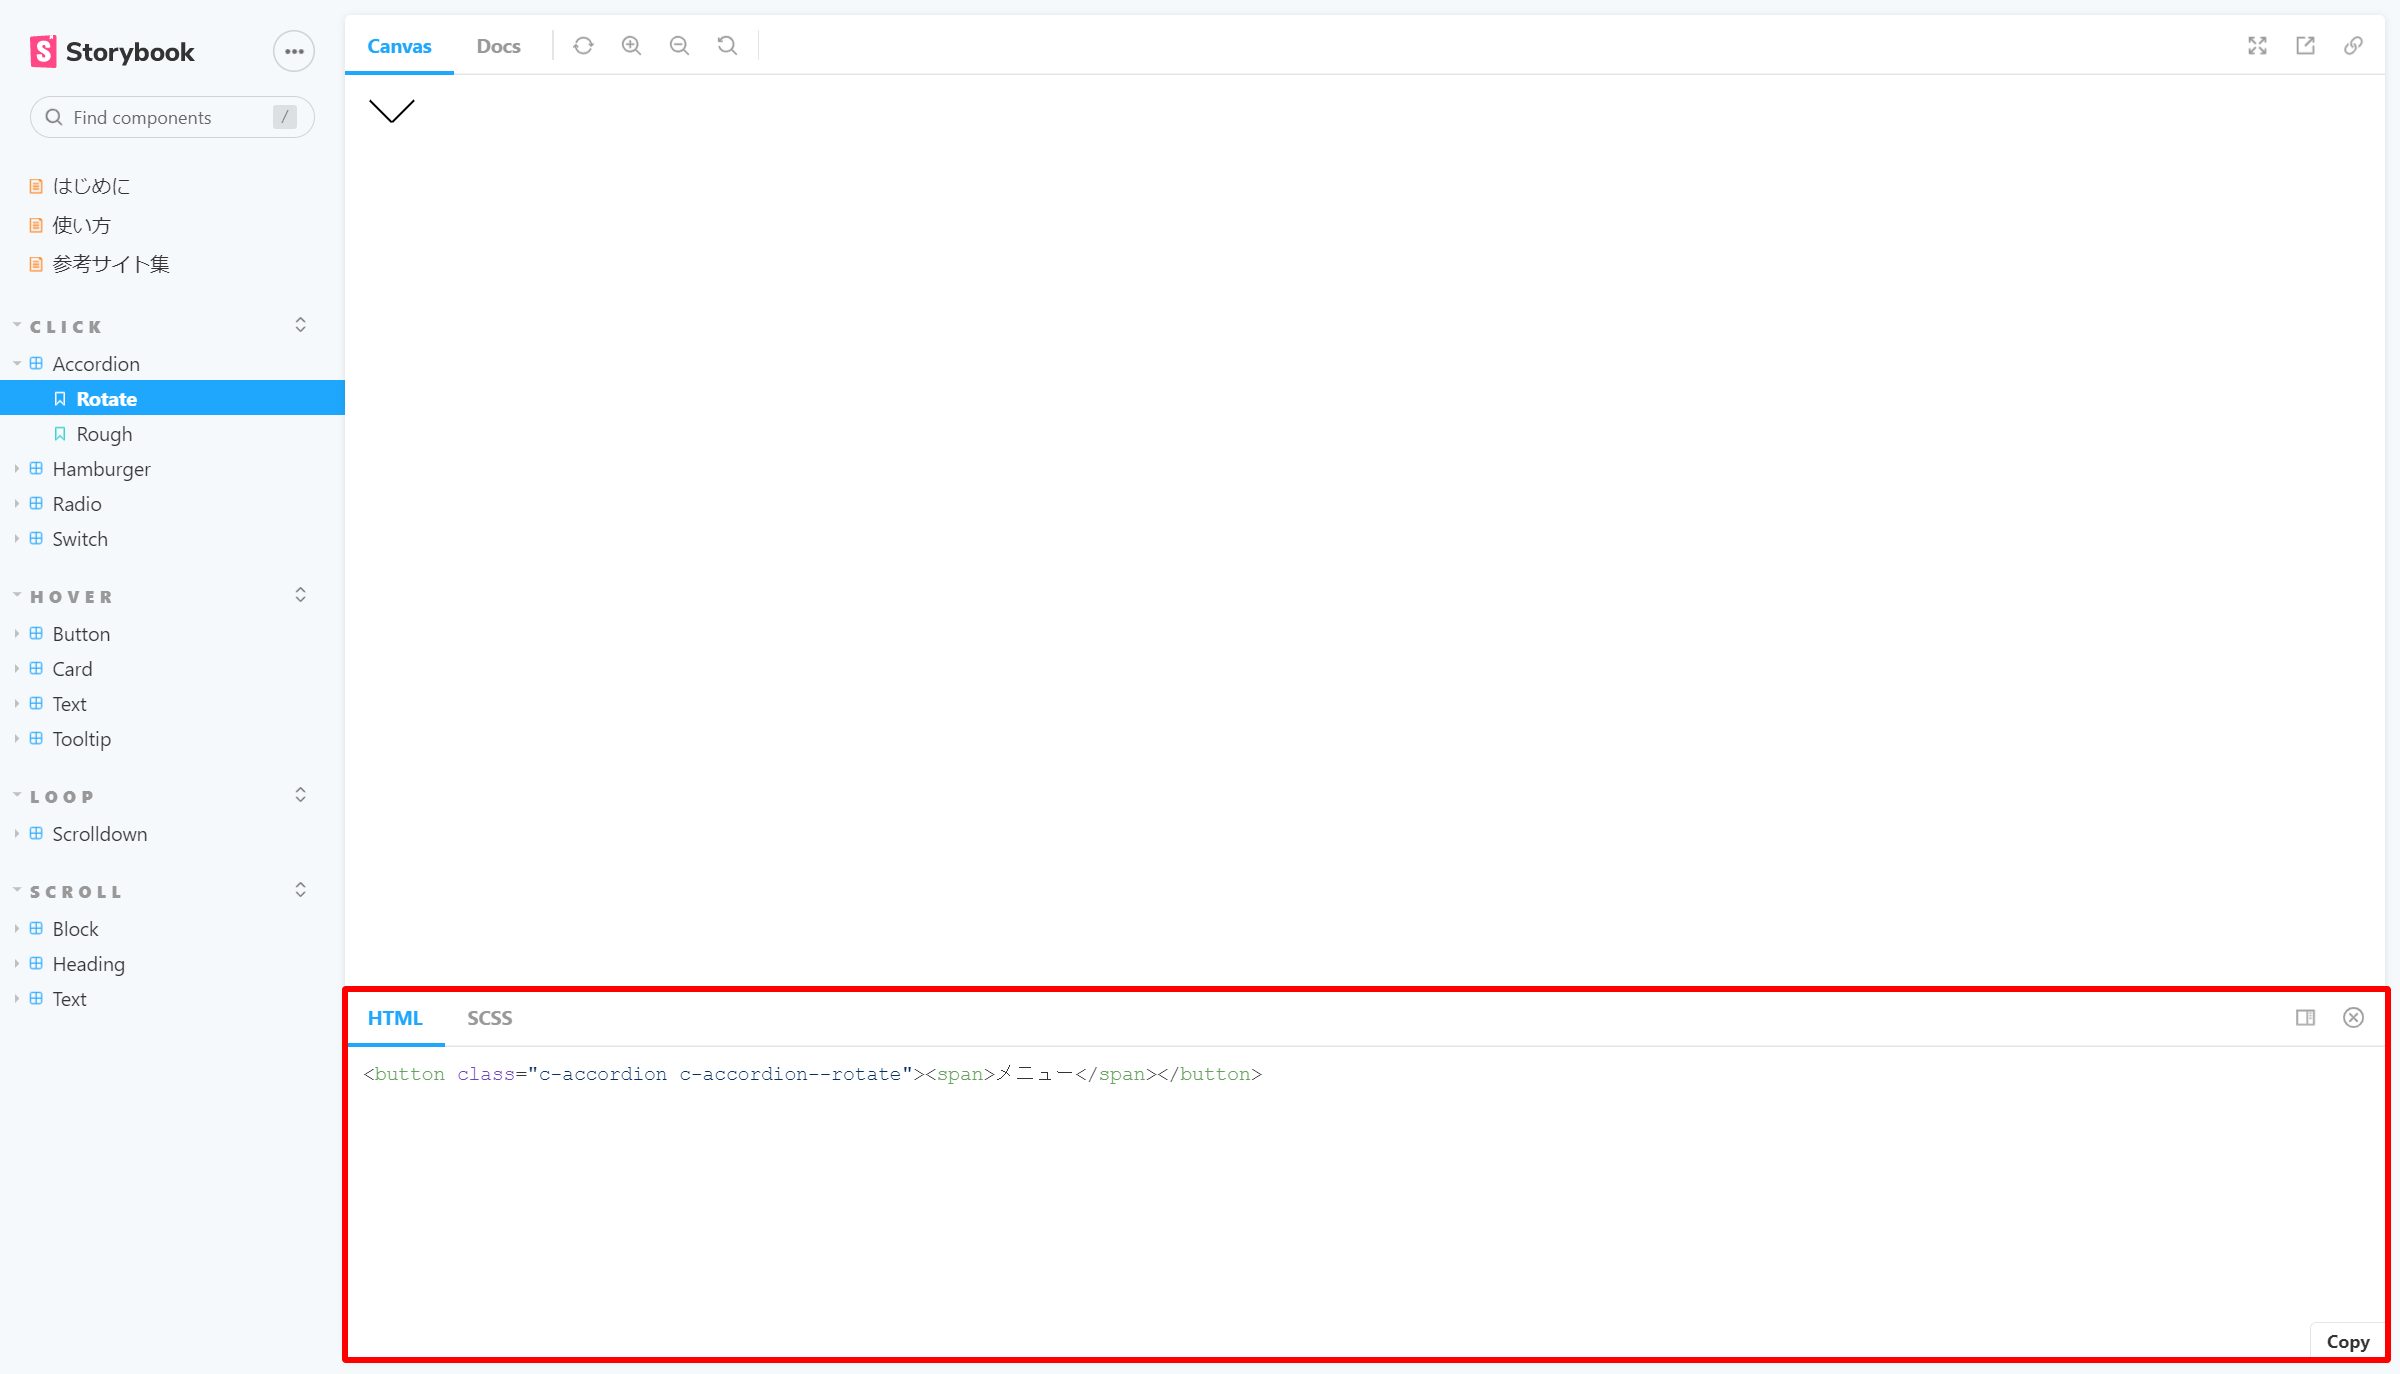 Storybook
Find components /
はじめに
使い方
参考サイト集
CLICK
Accordion
Rotate
Rough
Hamburger
Radio
Switch
HOVER
Button
Card
Text
Tooltip
LOOP
Scrolldown
SCROLL
Block
Heading
Text
Canvas Docs
HTML SCSS
<button class="c-accordion c-accordion--rotate"><span>メニュー</span></button>
Copy